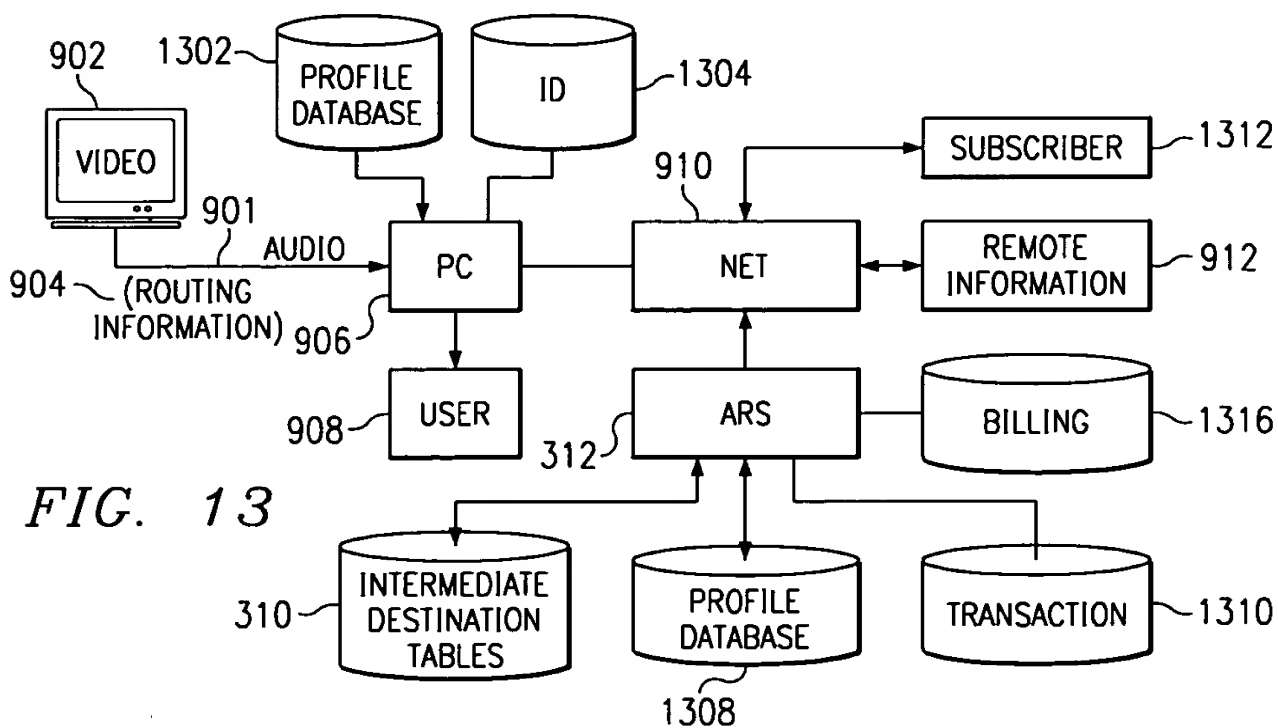 902
VIDEO
1302
PROFILE
DATABASE
ID
1304
901
AUDIO
904
(ROUTING
INFORMATION)
PC
906
910
NET
SUBSCRIBER
1312
REMOTE
INFORMATION
912
USER
908
ARS
312
BILLING
1316
FIG. 13
INTERMEDIATE
DESTINATION
TABLES
310
PROFILE
DATABASE
1308
TRANSACTION
1310